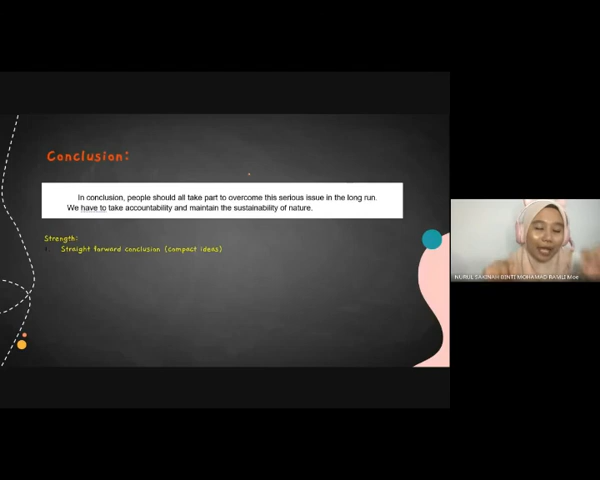 Conclusion:
In conclusion, people should all take part to overcome this serious issue in the long run.
We have to take accountability and maintain the sustainability of nature.
Strength:
Straight forward conclusion (compact ideas)
NURUL SAKINAH BINTI MOHAMAD RAMLI Moe